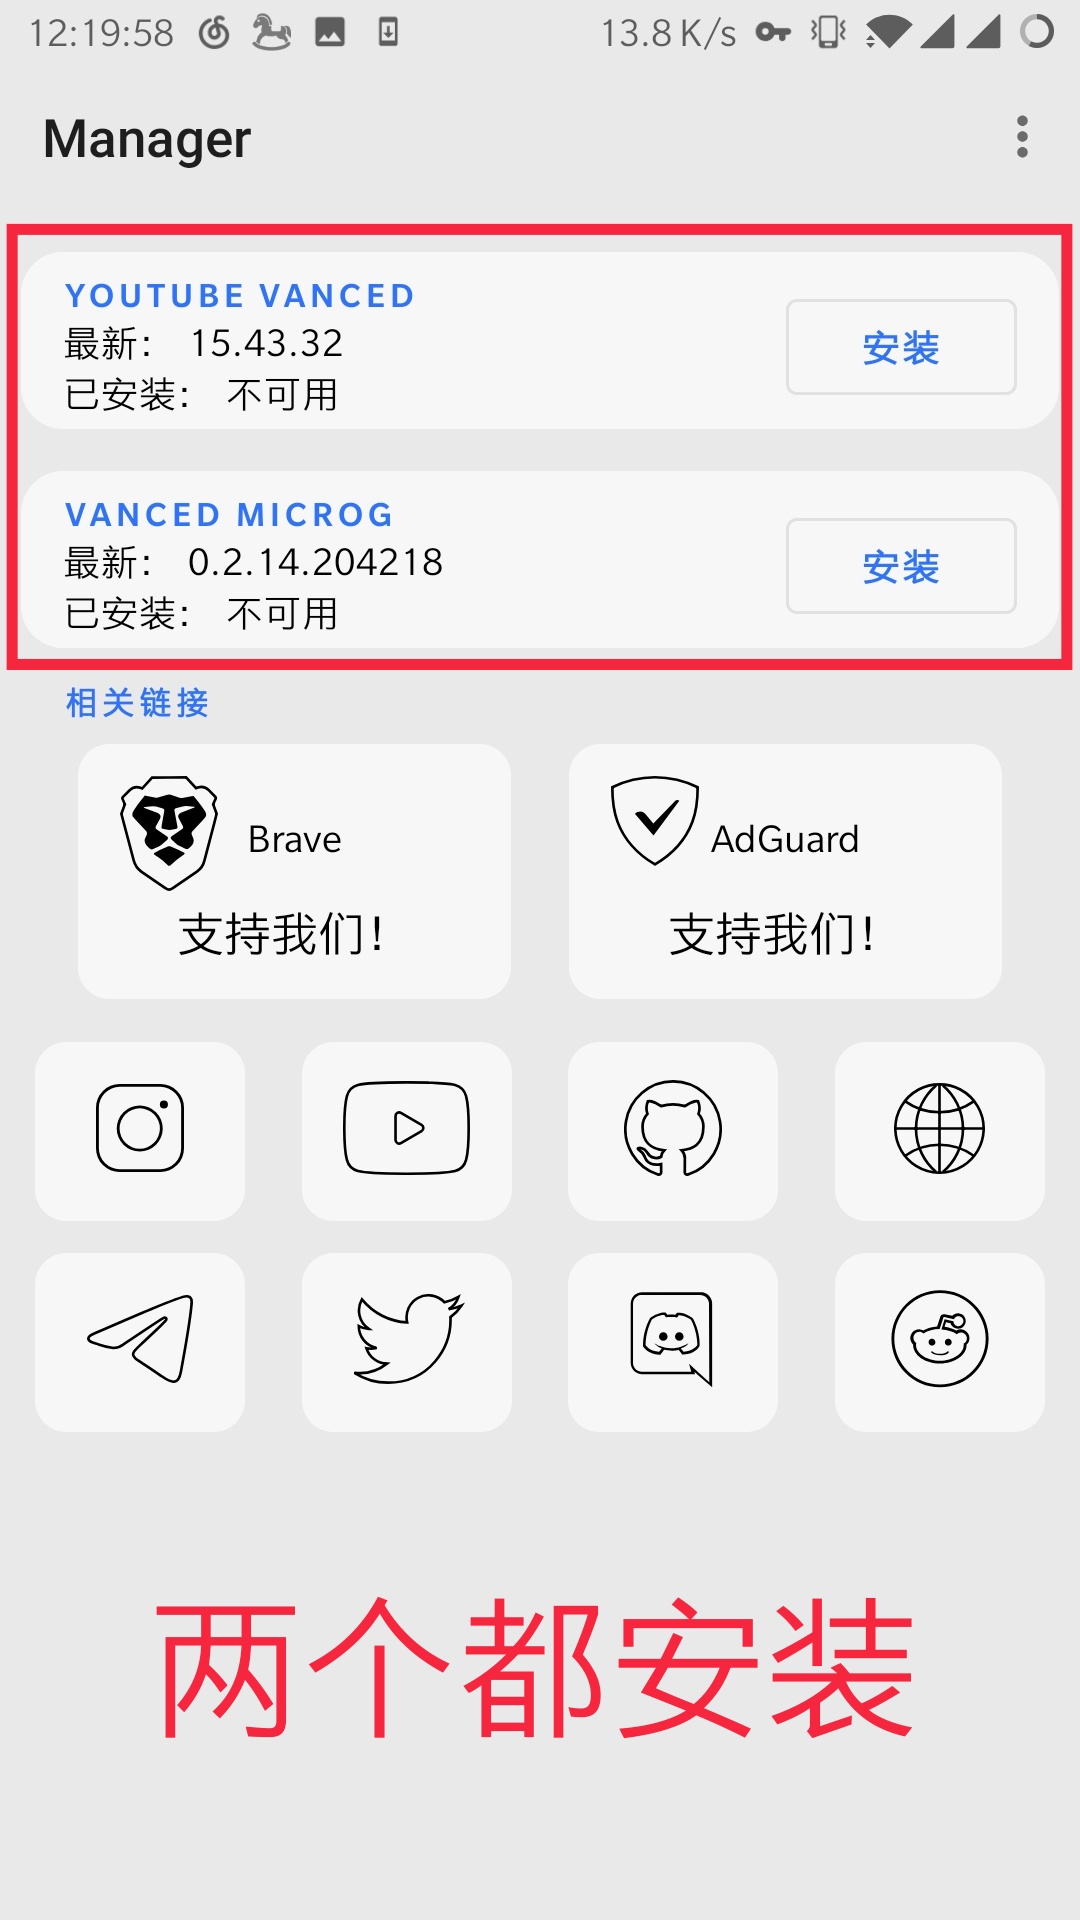 12:19:58 13.8 K/s
Manager
YOUTUBE VANCED
最新： 15.43.32
已安装： 不可用
安装
VANCED MICROG
最新： 0.2.14.204218
已安装： 不可用
安装
相关链接
Brave
支持我们！
AdGuard
支持我们！
两个都安装